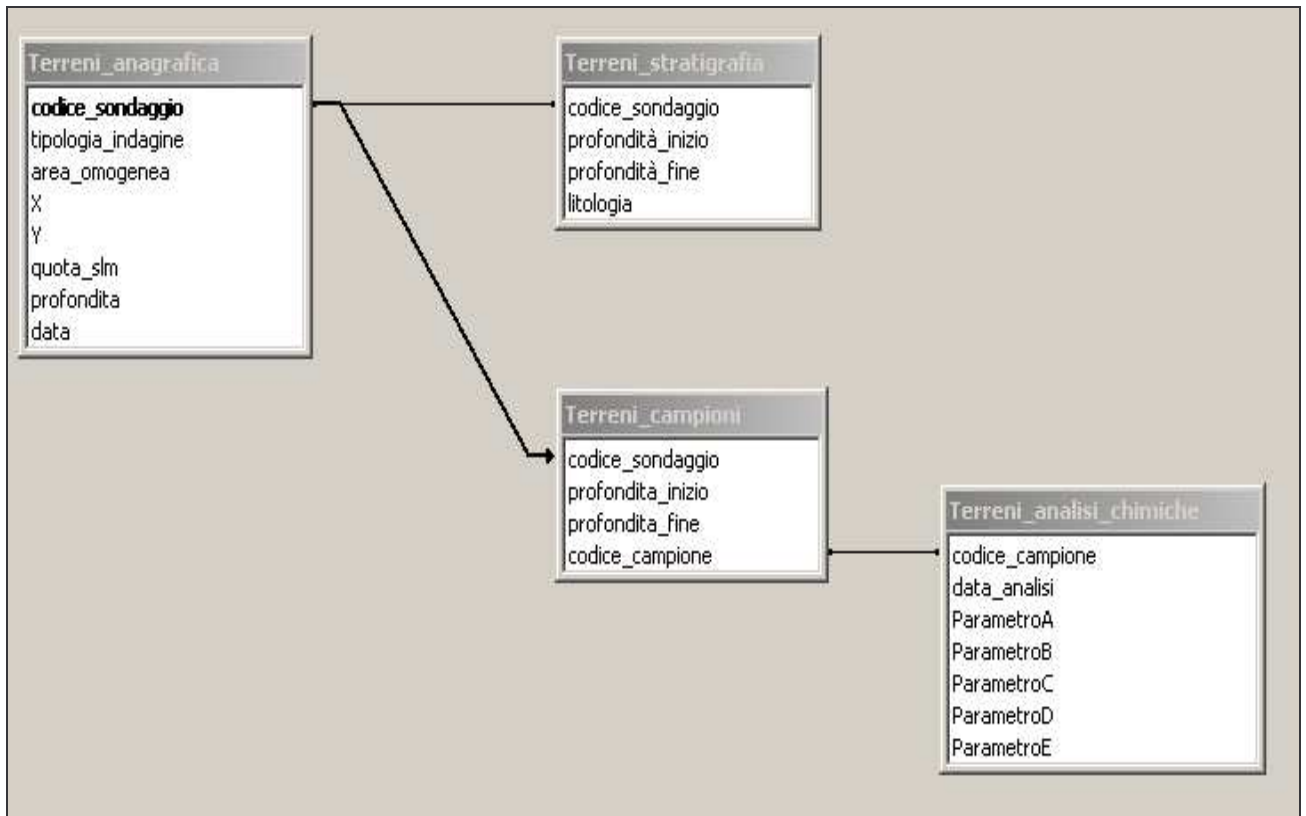 Terreni_anagrafica
codice_sondaggio
tipologia_indagine
area_omogenea
X
Y
quota_slm
profondita
data
Terreni_stratigrafia
codice_sondaggio
profondità_inizio
profondità_fine
litologia
Terreni_campioni
codice_sondaggio
profondita_inizio
profondita_fine
codice_campione
Terreni_analisi_chimiche
codice_campione
data_analisi
ParametroA
ParametroB
ParametroC
ParametroD
ParametroE